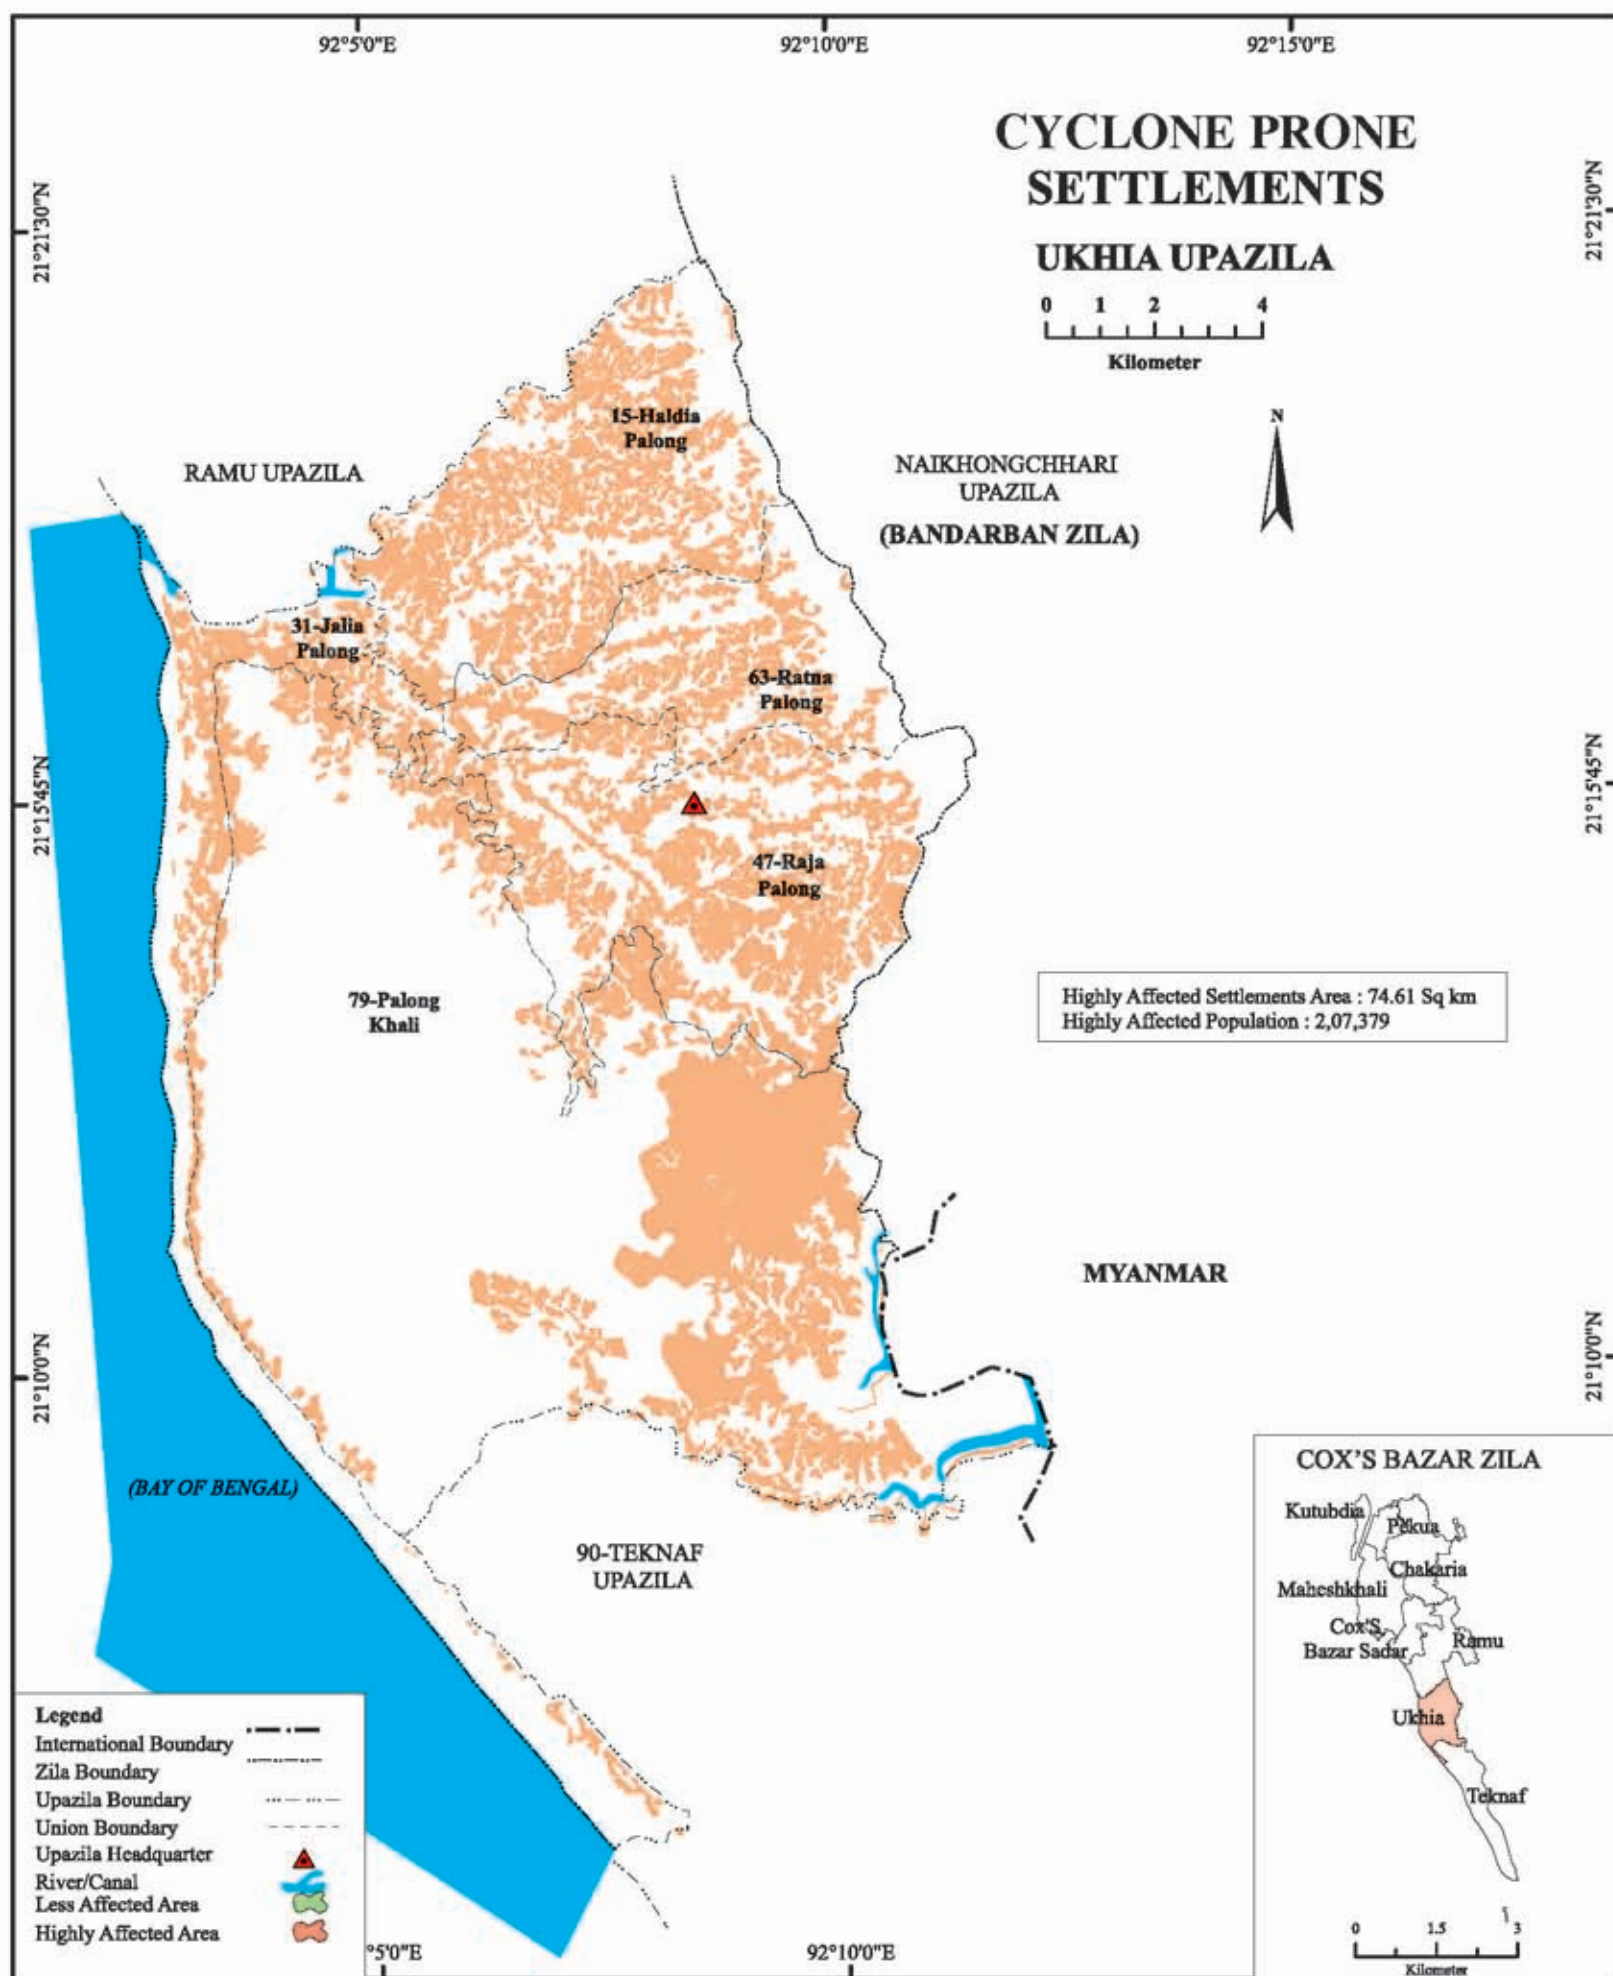 92°5'0"E
92°10'0"E
92°15'0"E
CYCLONE PRONE
SETTLEMENTS
UKHIA UPAZILA
0 1 2 4
Kilometer
N
21°21'30"N
21°21'30"N
15-Haldia
Palong
RAMU UPAZILA
NAIKHONGCHHARI
UPAZILA
(BANDARBAN ZILA)
31-Jalia
Palong
63-Ratna
Palong
21°15'45"N
21°15'45"N
47-Raja
Palong
79-Palong
Khali
Highly Affected Settlements Area : 74.61 Sq km
Highly Affected Population : 2,07,379
MYANMAR
21°10'0"N
21°10'0"N
(BAY OF BENGAL)
90-TEKNAF
UPAZILA
COX'S BAZAR ZILA
Kutubdia
Pekua
Chakaria
Maheshkhali
Cox'S
Bazar Sadar
Ramu
Ukhia
Teknaf
0 1.5 3
Kilometer
Legend
International Boundary
Zila Boundary
Upazila Boundary
Union Boundary
Upazila Headquarter
River/Canal
Less Affected Area
Highly Affected Area
°5'0"E
92°10'0"E